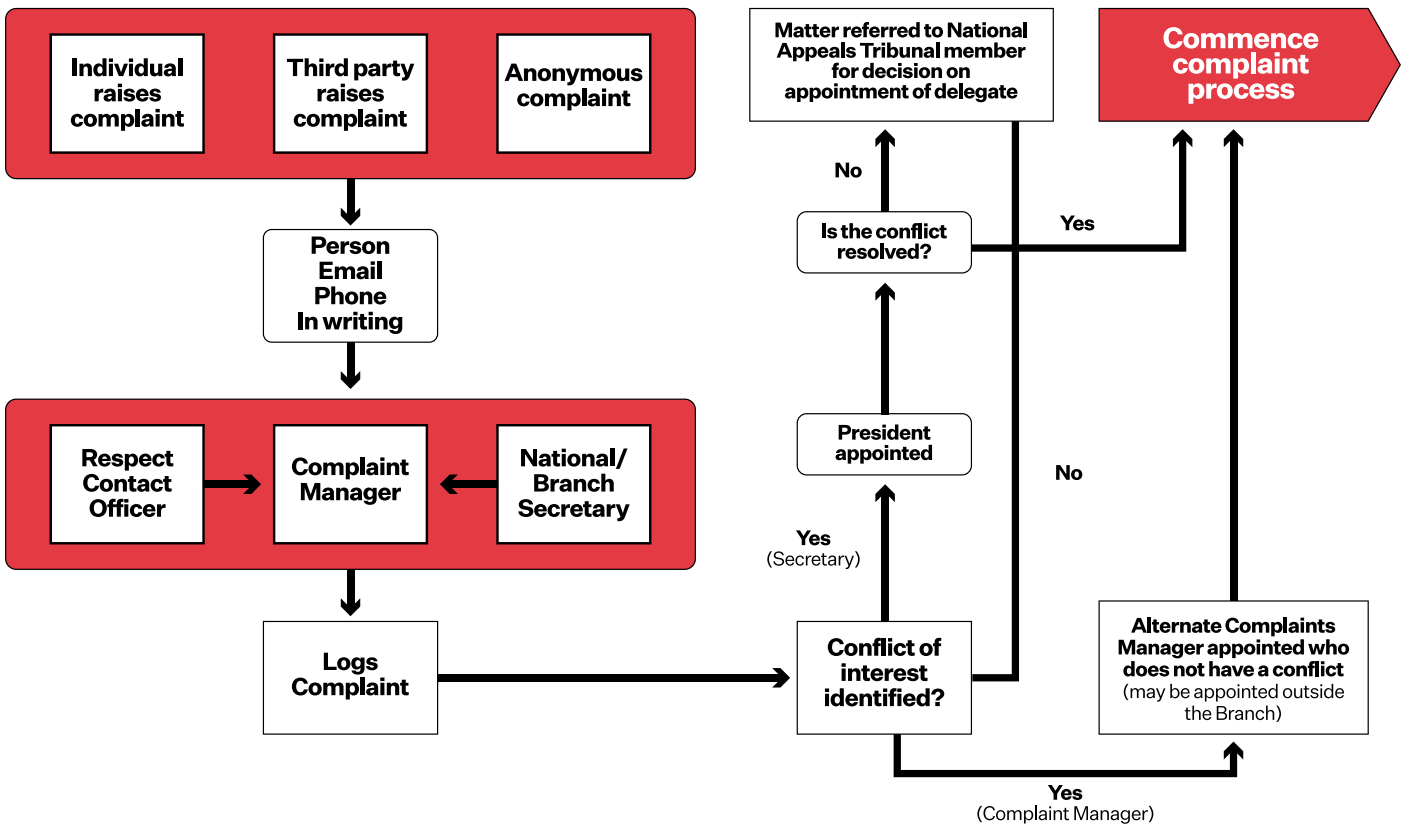 Individual
raises
complaint
Third party
raises
complaint
Anonymous
complaint
Person
Email
Phone
In writing
Respect
Contact
Officer
Complaint
Manager
National/
Branch
Secretary
Logs
Complaint
Conflict of
interest
identified?
Yes
(Secretary)
President
appointed
Is the conflict
resolved?
No
Matter referred to National
Appeals Tribunal member
for decision on
appointment of delegate
Yes
No
Commence
complaint
process
Alternate Complaints
Manager appointed who
does not have a conflict
(may be appointed outside
the Branch)
Yes
(Complaint Manager)